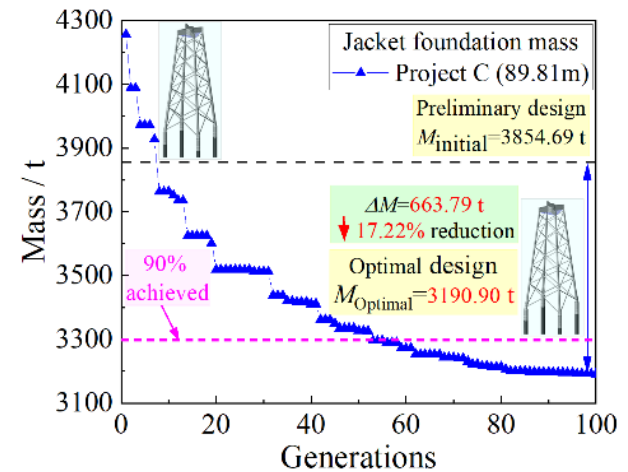 4300
4100
3900
3700
3500
3300
3100
Mass / t
0
20
40
60
80
100
Generations
Jacket foundation mass
Project C (89.81m)
Preliminary design
Minitial=3854.69 t
ΔM=663.79 t
17.22% reduction
Optimal design
MOptimal=3190.90 t
90%
achieved